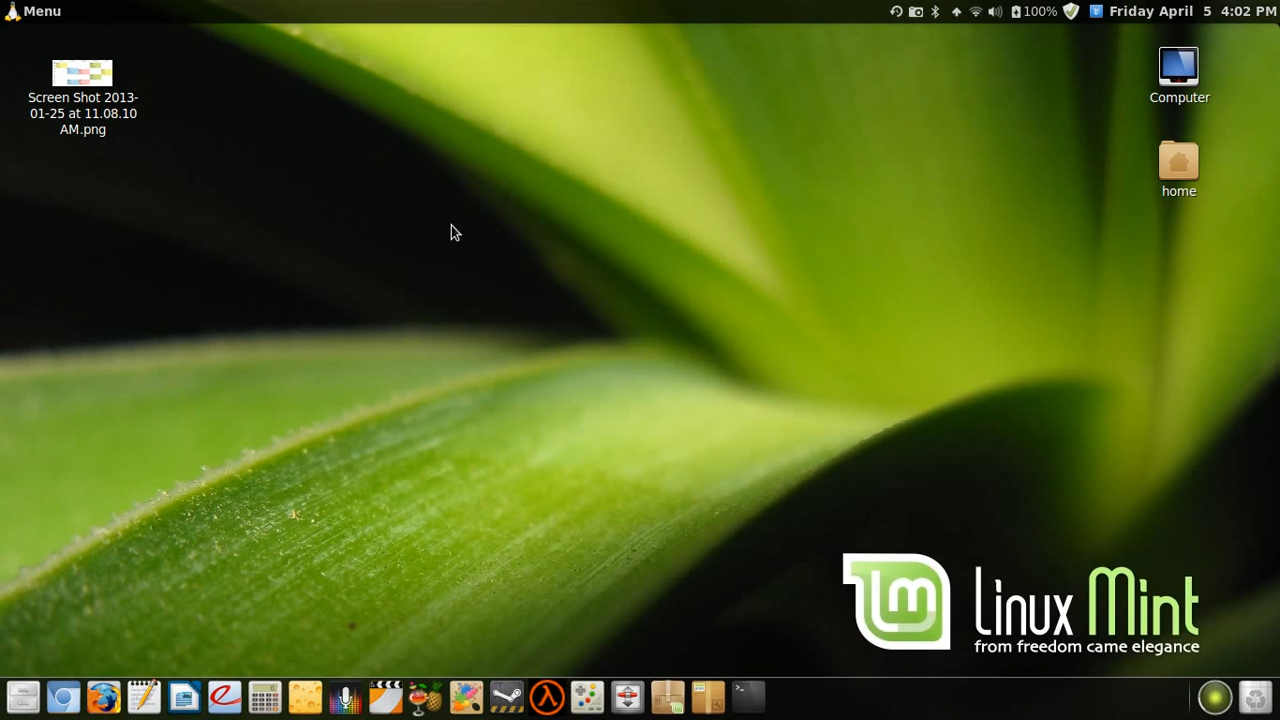 Menu
100%
Friday April 5 4:02 PM
Screen Shot 2013-
01-25 at 11.08.10
AM.png
Computer
home
Linux Mint
from freedom came elegance